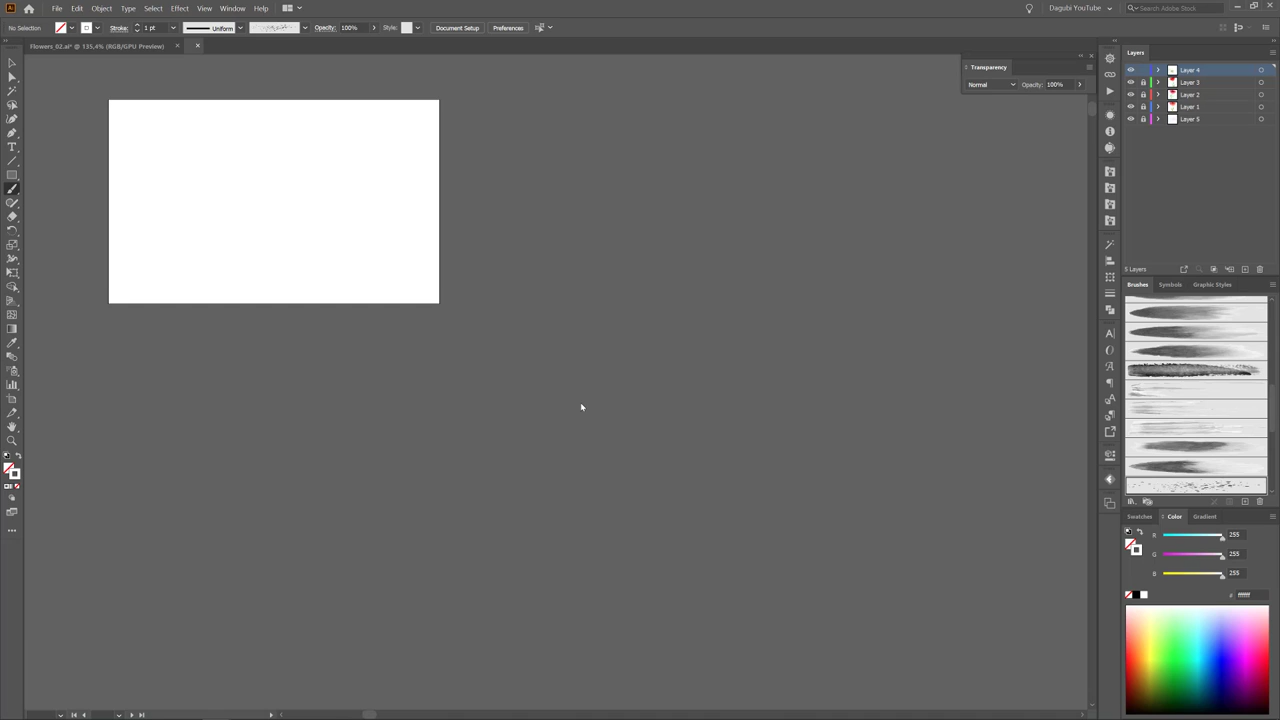 File Edit Object Type Select Effect View Window Help
Dagubi YouTube
Search Adobe Stock
No Selection
Stroke: 1 pt
Uniform
Opacity: 100%
Style:
Document Setup
Preferences
Flowers_02.ai* @ 135,4% (RGB/GPU Preview)
Transparency
Normal
Opacity: 100%
Layers
Layer 4
Layer 3
Layer 2
Layer 1
Layer 5
5 Layers
Brushes Symbols Graphic Styles
Swatches Color Gradient
R 255
G 255
B 255
# ffffff